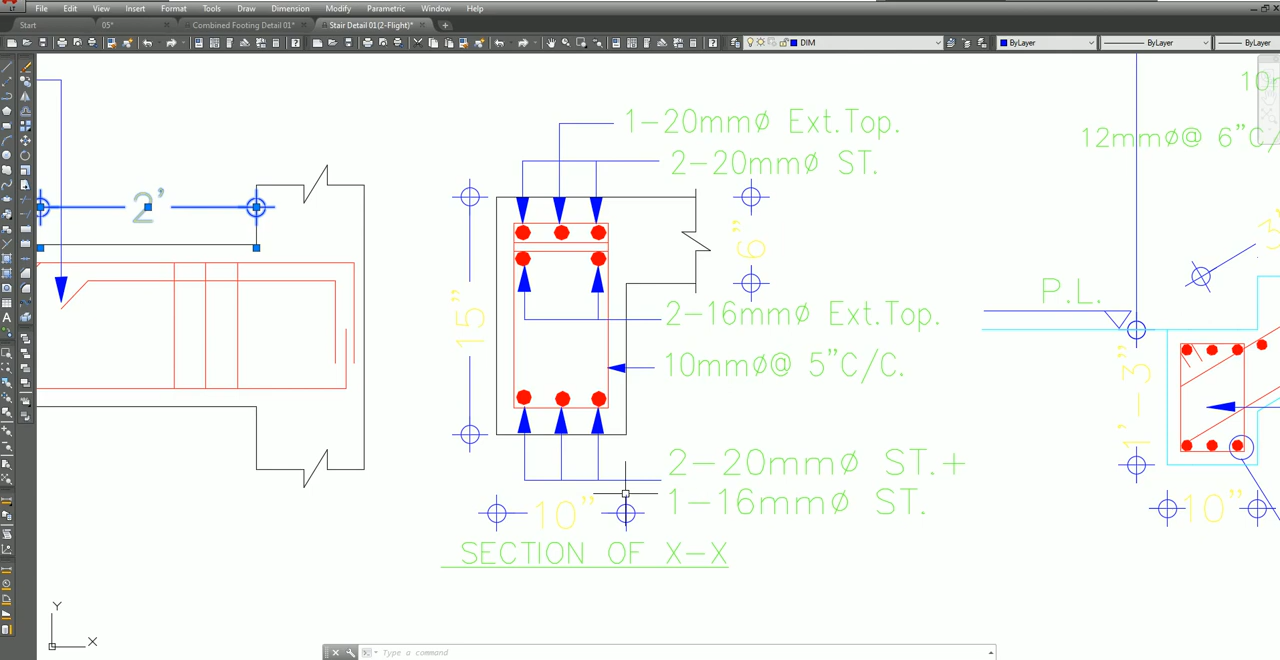 File Edit View Insert Format Tools Draw Dimension Modify Parametric Window Help
Start 05* Combined Footing Detail 01* Stair Detail 01(2-Flight)*
DIM ByLayer ByLayer ByLayer
1-20mmø Ext.Top.
2-20mmø ST.
2'
15"
6"
2-16mmø Ext.Top.
10mmø@ 5"C/C.
2-20mmø ST.+
1-16mmø ST.
10"
SECTION OF X-X
12mmø@ 6"C/
P.L.
1'-3"
10"
Y
X
Type a command